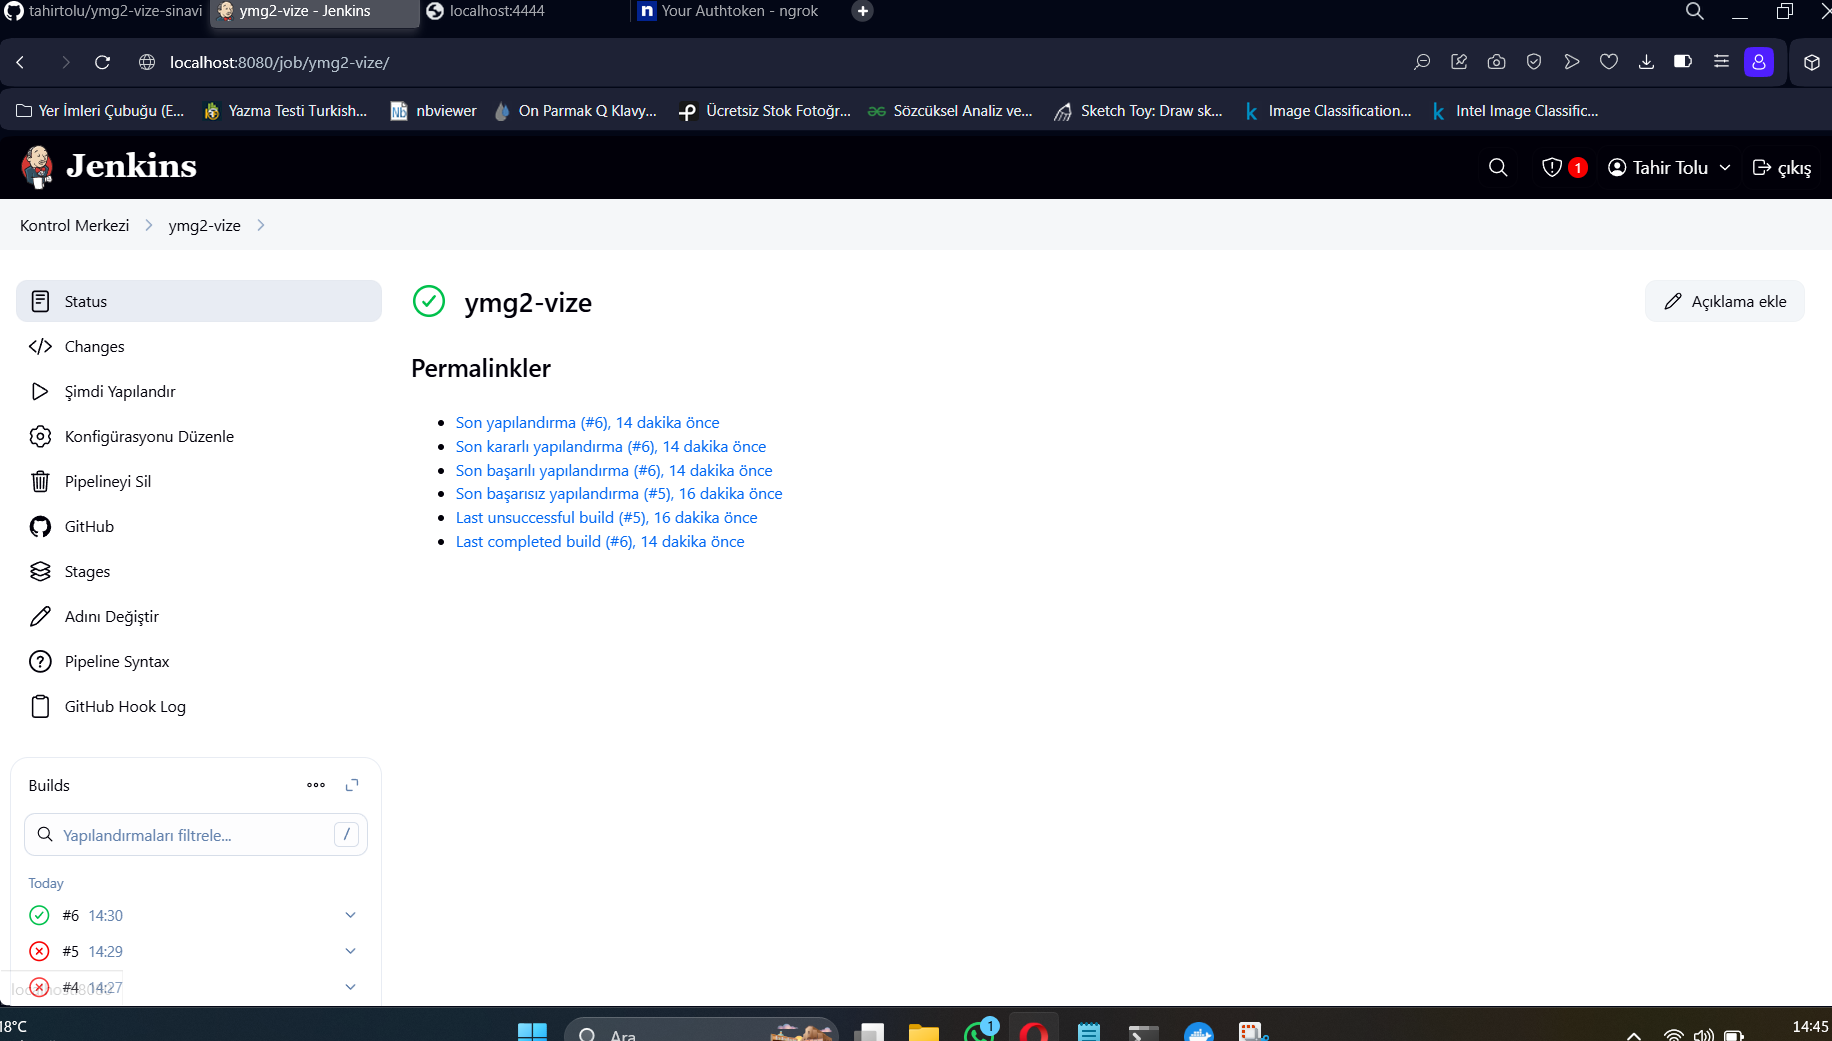 tahirtolu/ymg2-vize-sinavi
ymg2-vize - Jenkins
localhost:4444
Your Authtoken - ngrok
localhost:8080/job/ymg2-vize/
Yer İmleri Çubuğu (E...
Yazma Testi Turkish...
nbviewer
On Parmak Q Klavy...
Ücretsiz Stok Fotoğr...
Sözcüksel Analiz ve...
Sketch Toy: Draw sk...
Image Classification...
Intel Image Classific...
Jenkins
1
Tahir Tolu
çıkış
Kontrol Merkezi
ymg2-vize
Status
Changes
Şimdi Yapılandır
Konfigürasyonu Düzenle
Pipelineyi Sil
GitHub
Stages
Adını Değiştir
Pipeline Syntax
GitHub Hook Log
ymg2-vize
Açıklama ekle
Permalinkler
Son yapılandırma (#6), 14 dakika önce
Son kararlı yapılandırma (#6), 14 dakika önce
Son başarılı yapılandırma (#6), 14 dakika önce
Son başarısız yapılandırma (#5), 16 dakika önce
Last unsuccessful build (#5), 16 dakika önce
Last completed build (#6), 14 dakika önce
Builds
Yapılandırmaları filtrele...
/
Today
#6 14:30
#5 14:29
#4 14:27
18°C
Ara
1
14:45